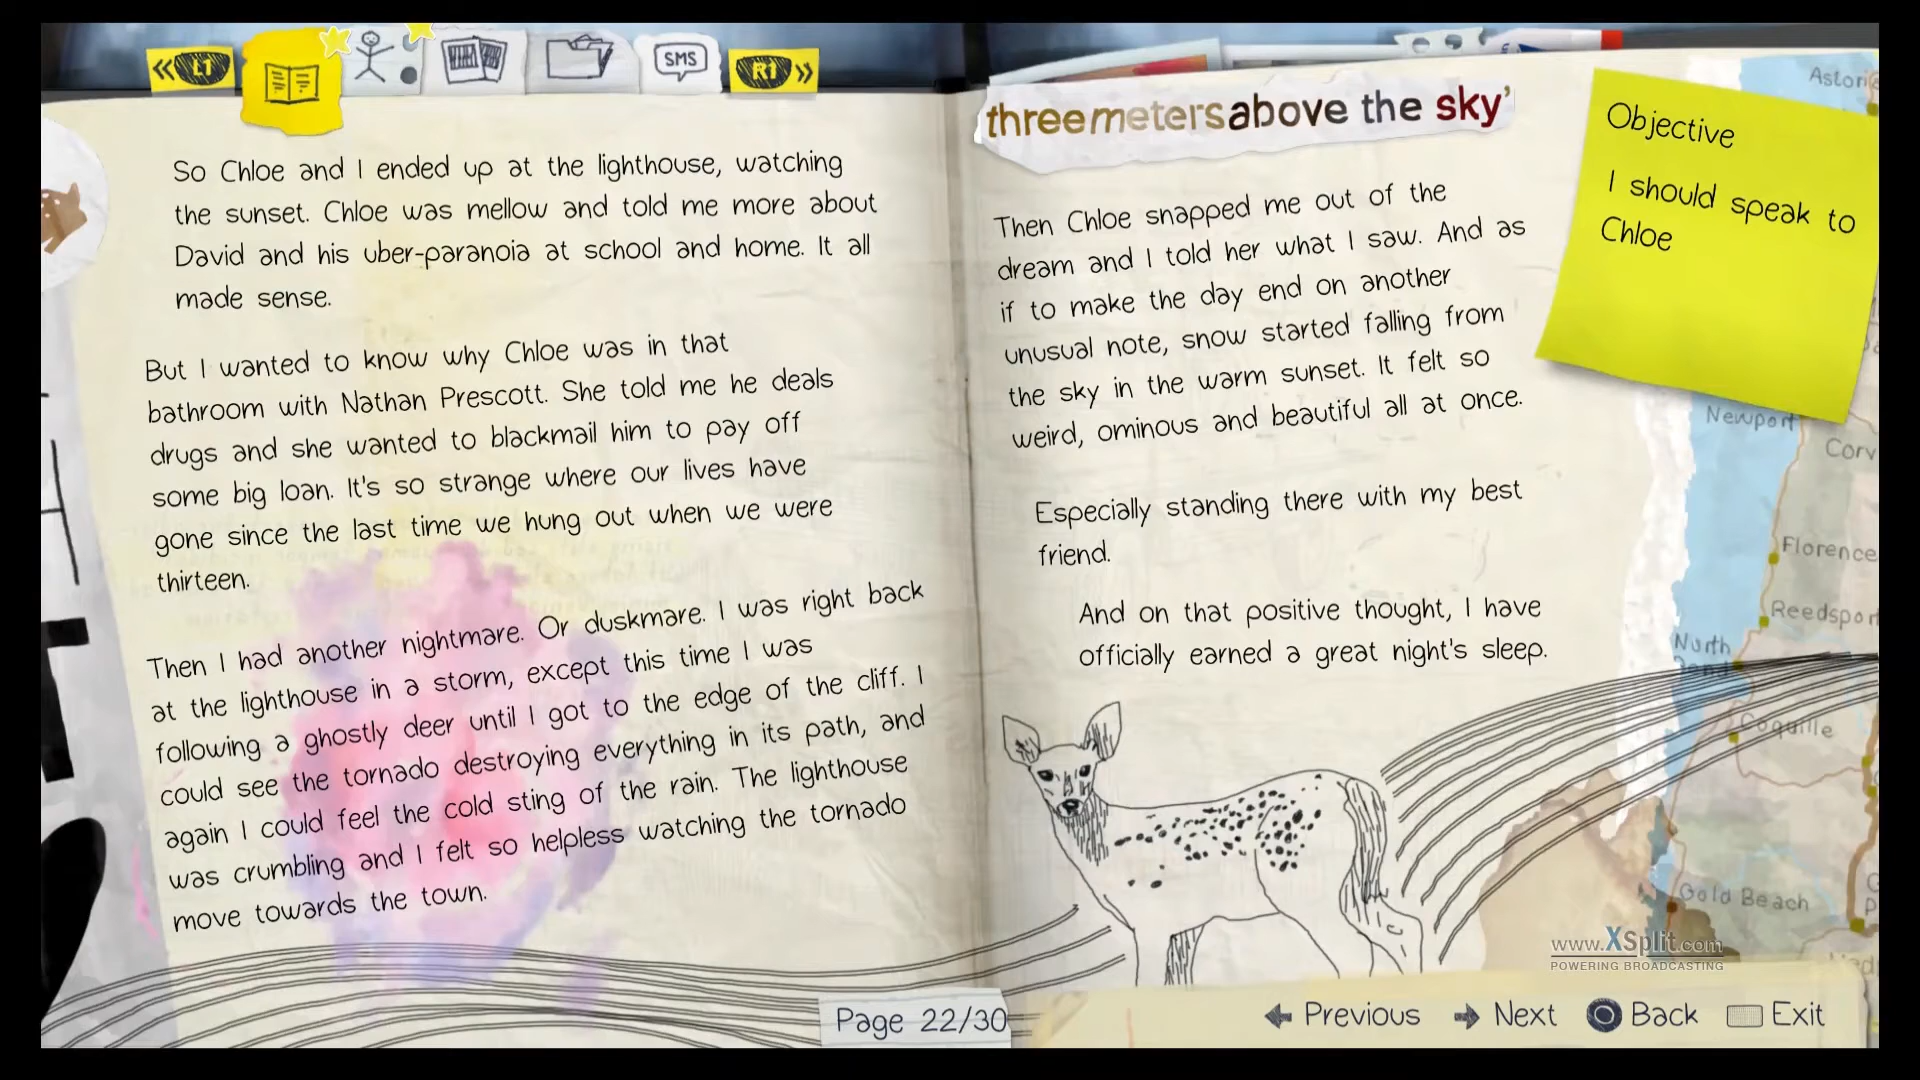 L1
SMS
R1
So Chloe and I ended up at the lighthouse, watching
the sunset. Chloe was mellow and told me more about
David and his uber-paranoia at school and home. It all
made sense.
But I wanted to know why Chloe was in that
bathroom with Nathan Prescott. She told me he deals
drugs and she wanted to blackmail him to pay off
some big loan. It's so strange where our lives have
gone since the last time we hung out when we were
thirteen.
Then I had another nightmare. Or duskmare. I was right back
at the lighthouse in a storm, except this time I was
following a ghostly deer until I got to the edge of the cliff. I
could see the tornado destroying everything in its path, and
again I could feel the cold sting of the rain. The lighthouse
was crumbling and I felt so helpless watching the tornado
move towards the town.
three meters above the sky'
Then Chloe snapped me out of the
dream and I told her what I saw. And as
if to make the day end on another
unusual note, snow started falling from
the sky in the warm sunset. It felt so
weird, ominous and beautiful all at once.
Especially standing there with my best
friend.
And on that positive thought, I have
officially earned a great night's sleep.
Objective
I should speak to
Chloe
Newport
Florence
North
Coquille
Gold Beach
www.XSplit.com
POWERING BROADCASTING
Page 22/30
Previous
Next
Back
Exit